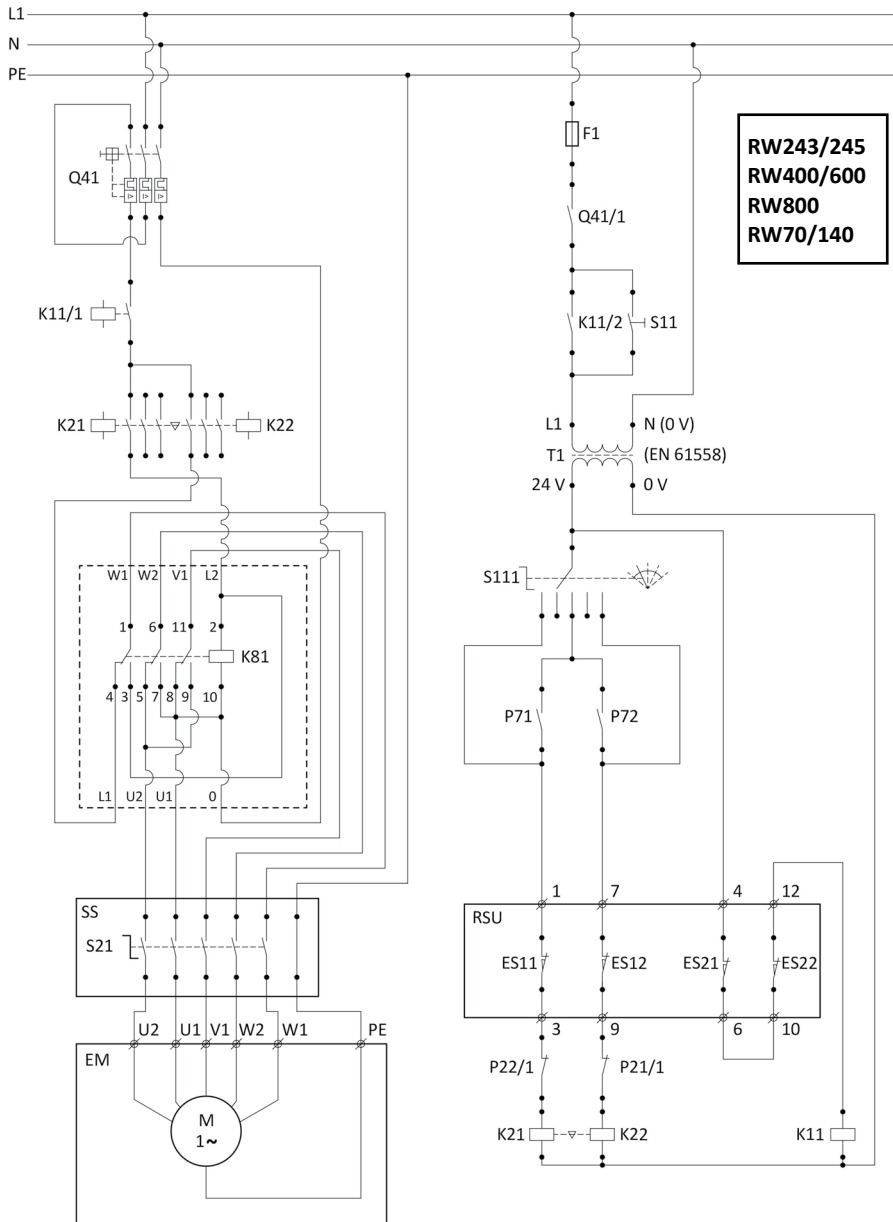 L1
N
PE
F1
RW243/245
RW400/600
RW800
RW70/140
Q41
Q41/1
K11/1
K11/2
S11
K21
K22
L1
N (0 V)
T1
(EN 61558)
24 V
0 V
W1 W2 V1 L2
S111
1 6 11 2
K81
4 3 5 7 8 9 10
P71
P72
L1 U2 U1 0
1 7 4 12
SS
RSU
S21
ES11
ES12
ES21
ES22
3 9 6 10
U2 U1 V1 W2 W1 PE
EM
P22/1
P21/1
M
1~
K21
K22
K11